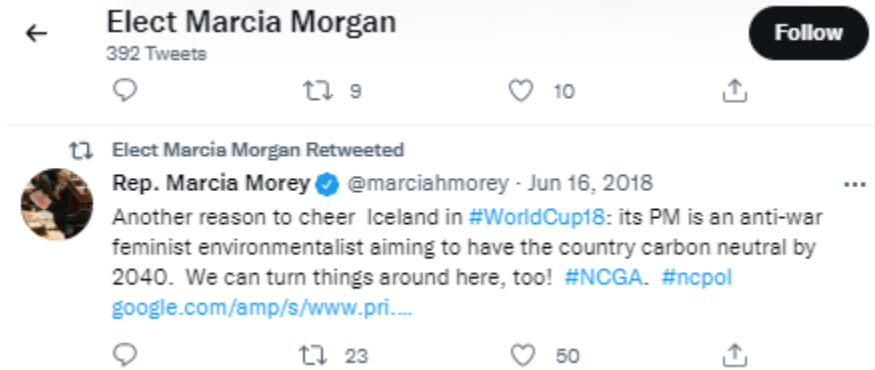 Elect Marcia Morgan
Follow
392 Tweets
9 10
Elect Marcia Morgan Retweeted
Rep. Marcia Morey @marciahmorey · Jun 16, 2018
Another reason to cheer Iceland in #WorldCup18: its PM is an anti-war
feminist environmentalist aiming to have the country carbon neutral by
2040. We can turn things around here, too! #NCGA. #ncpol
google.com/amp/s/www.pri....
23 50